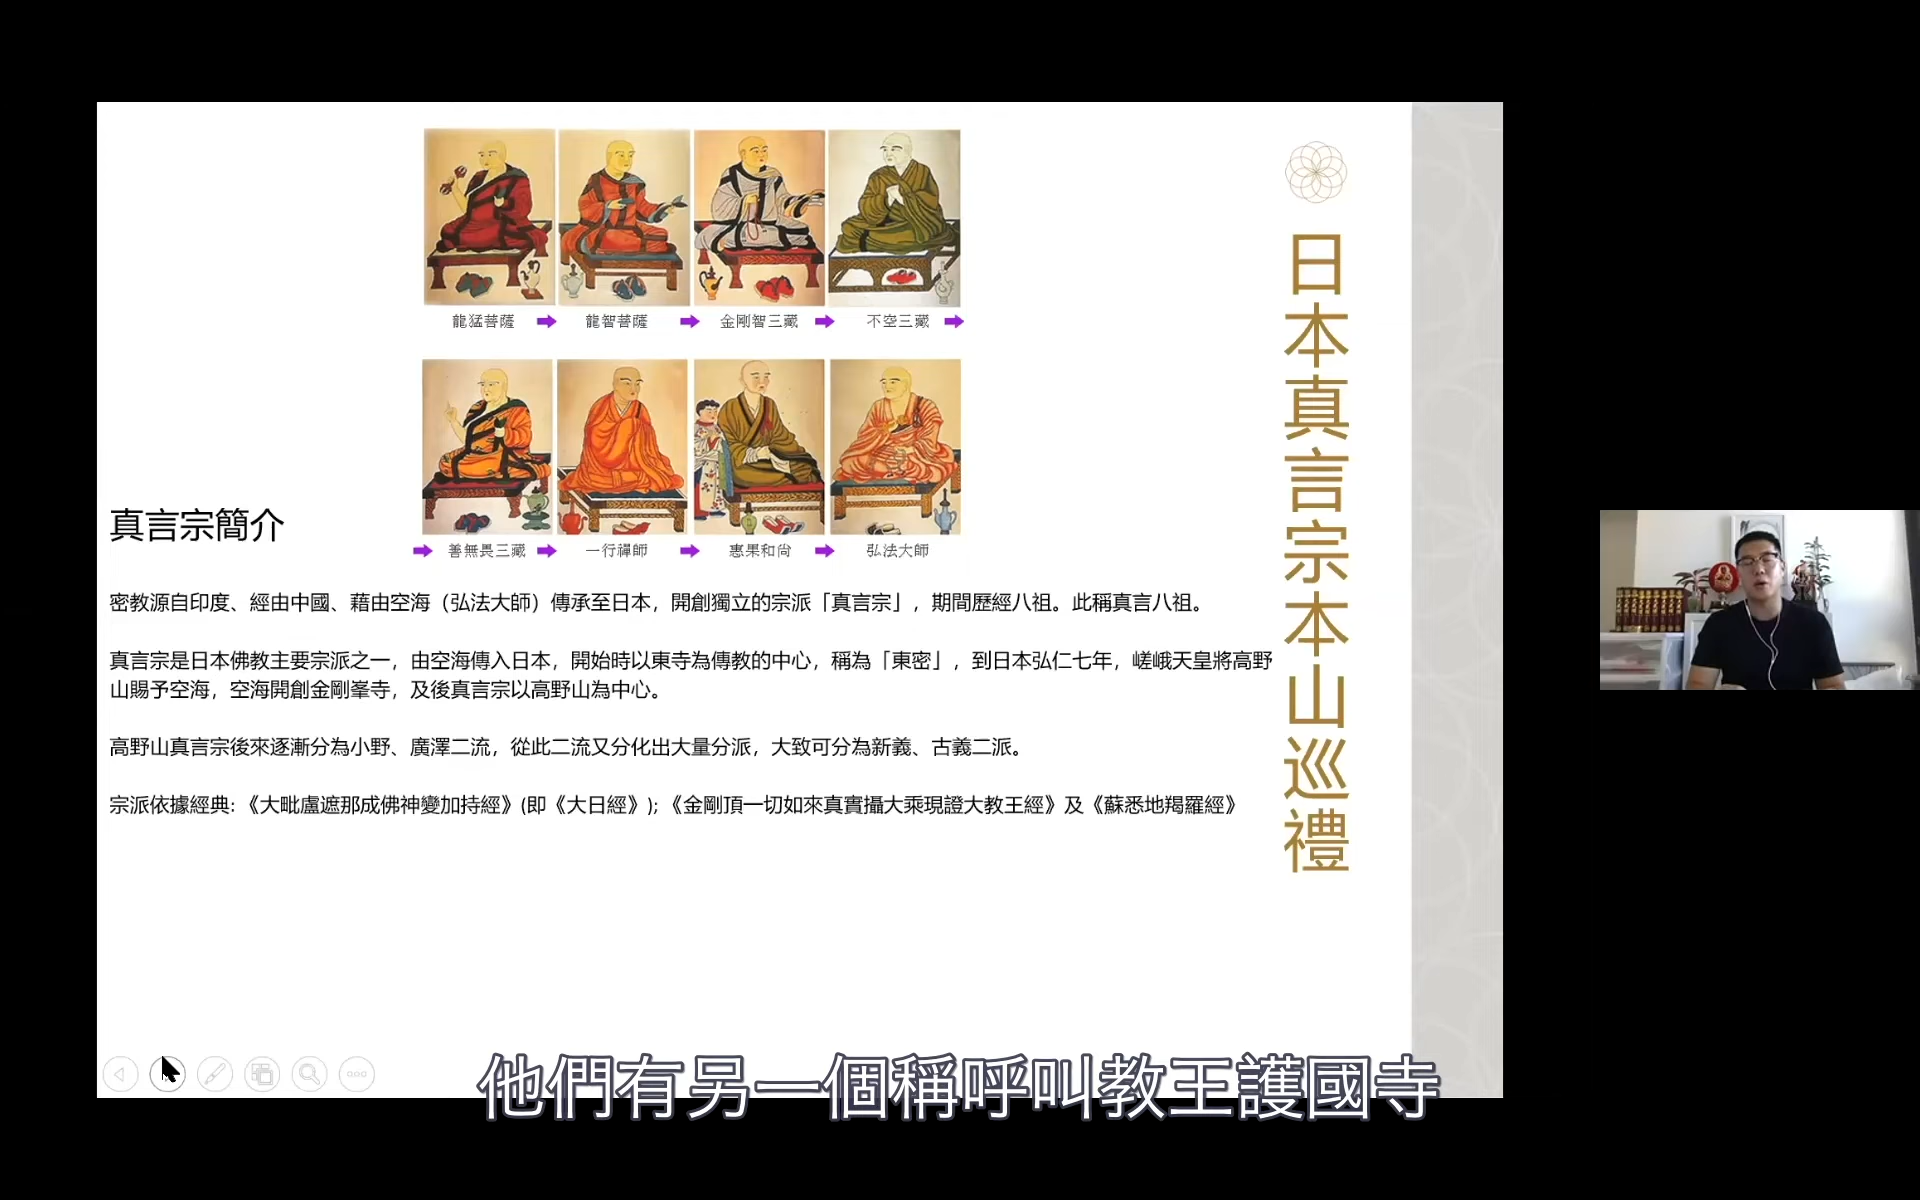 龍猛菩薩
龍智菩薩
金剛智三藏
不空三藏
善無畏三藏
一行禪師
惠果和尚
弘法大師
日本真言宗本山巡禮
真言宗簡介
密教源自印度、經由中國、藉由空海（弘法大師）傳承至日本，開創獨立的宗派「真言宗」，期間歷經八祖。此稱真言八祖。
真言宗是日本佛教主要宗派之一，由空海傳入日本，開始時以東寺為傳教的中心，稱為「東密」，到日本弘仁七年，嵯峨天皇將高野
山賜予空海，空海開創金剛峯寺，及後真言宗以高野山為中心。
高野山真言宗後來逐漸分為小野、廣澤二流，從此二流又分化出大量分派，大致可分為新義、古義二派。
宗派依據經典:《大毗盧遮那成佛神變加持經》(即《大日經》);《金剛頂一切如來真實攝大乘現證大教王經》及《蘇悉地羯羅經》
他們有另一個稱呼叫教王護國寺